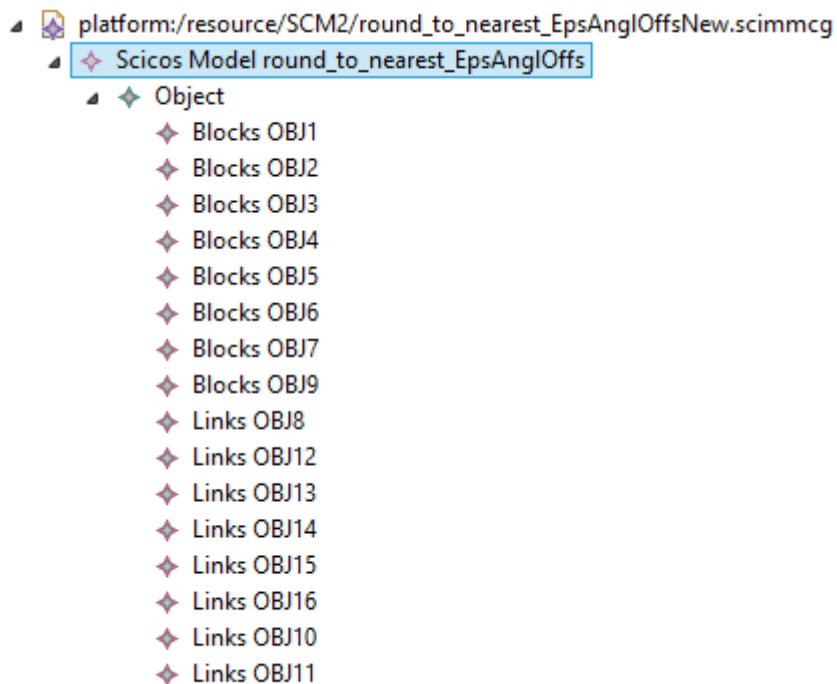 platform:/resource/SCM2/round_to_nearest_EpsAnglOffsNew.scimmcg
Scicos Model round_to_nearest_EpsAnglOffs
Object
Blocks OBJ1
Blocks OBJ2
Blocks OBJ3
Blocks OBJ4
Blocks OBJ5
Blocks OBJ6
Blocks OBJ7
Blocks OBJ9
Links OBJ8
Links OBJ12
Links OBJ13
Links OBJ14
Links OBJ15
Links OBJ16
Links OBJ10
Links OBJ11